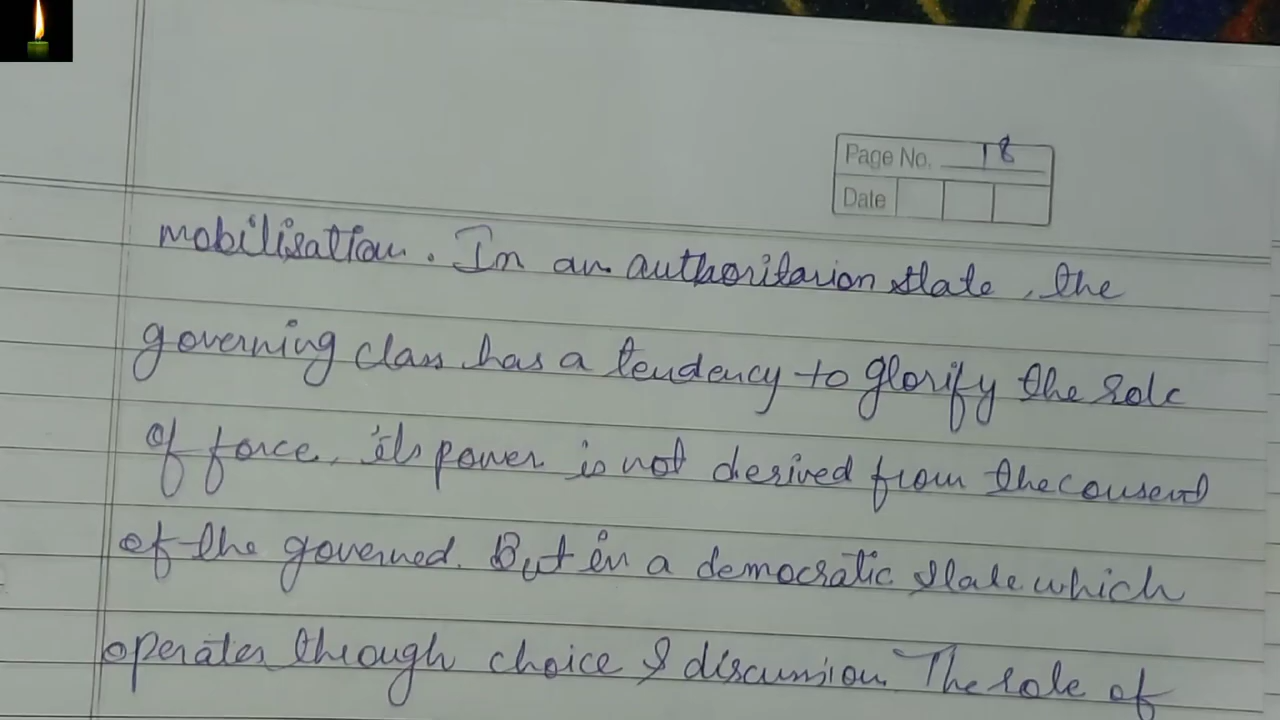 Page No. 18
Date
mobilisation. In an authoritarion state, the
governing class has a tendency to glorify the role
of force, its power is not derived from the consent
of the governed. But in a democratic state which
operates through choice & discussion. The role of